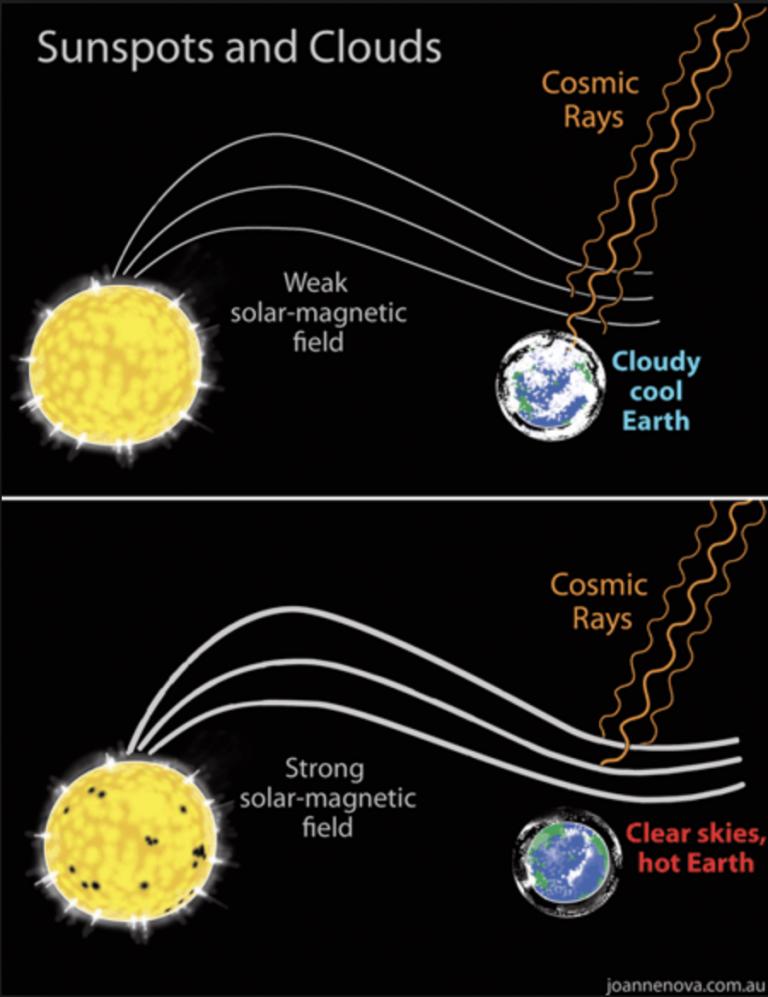 Sunspots and Clouds
Cosmic
Rays
Weak
solar-magnetic
field
Cloudy
cool
Earth
Cosmic
Rays
Strong
solar-magnetic
field
Clear skies,
hot Earth
joannenova.com.au